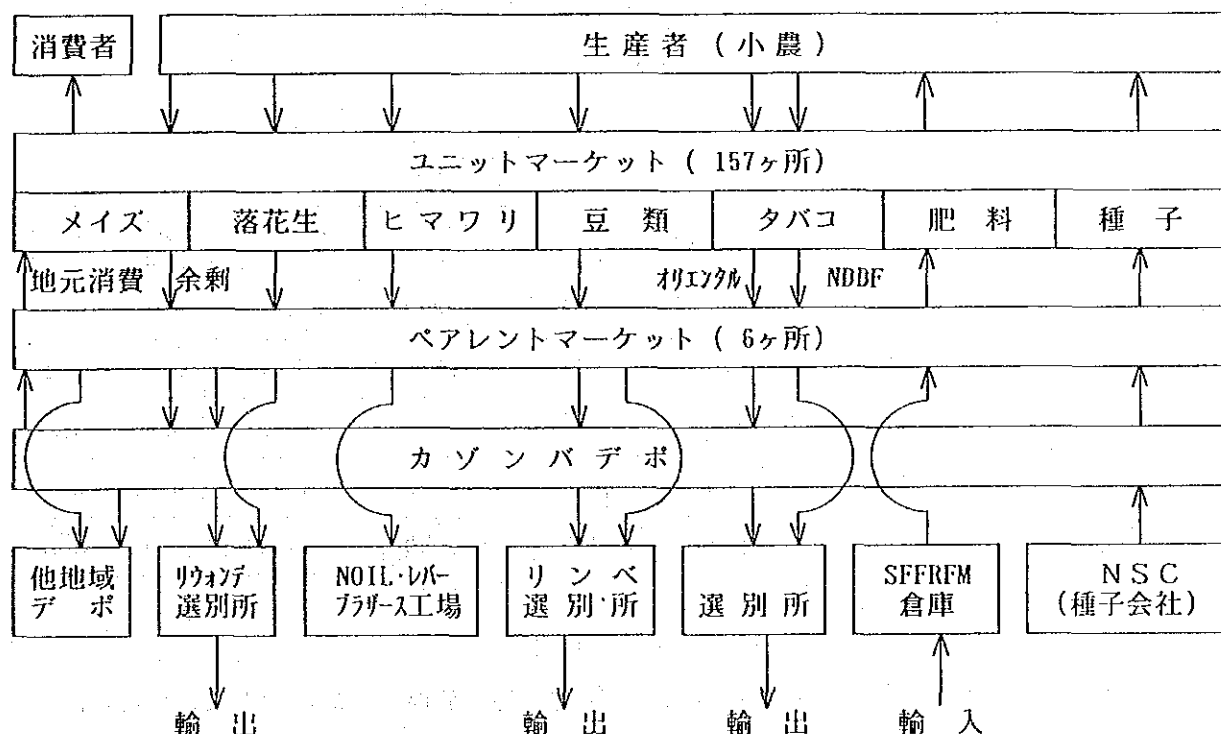 消費者
生産者(小農)
ユニットマーケット(157ヶ所)
メイズ 落花生 ヒマワリ 豆類 タバコ 肥料 種子
地元消費 余剰 オリエンタル NDDF
ペアレントマーケット(6ヶ所)
カゾンバデポ
他地域
デポ
リウォンデ
選別所
NOIL・レバー
ブラザース工場
リンベ
選別所
選別所
SFFRFM
倉庫
NSC
(種子会社)
輸出 輸出 輸出 輸入